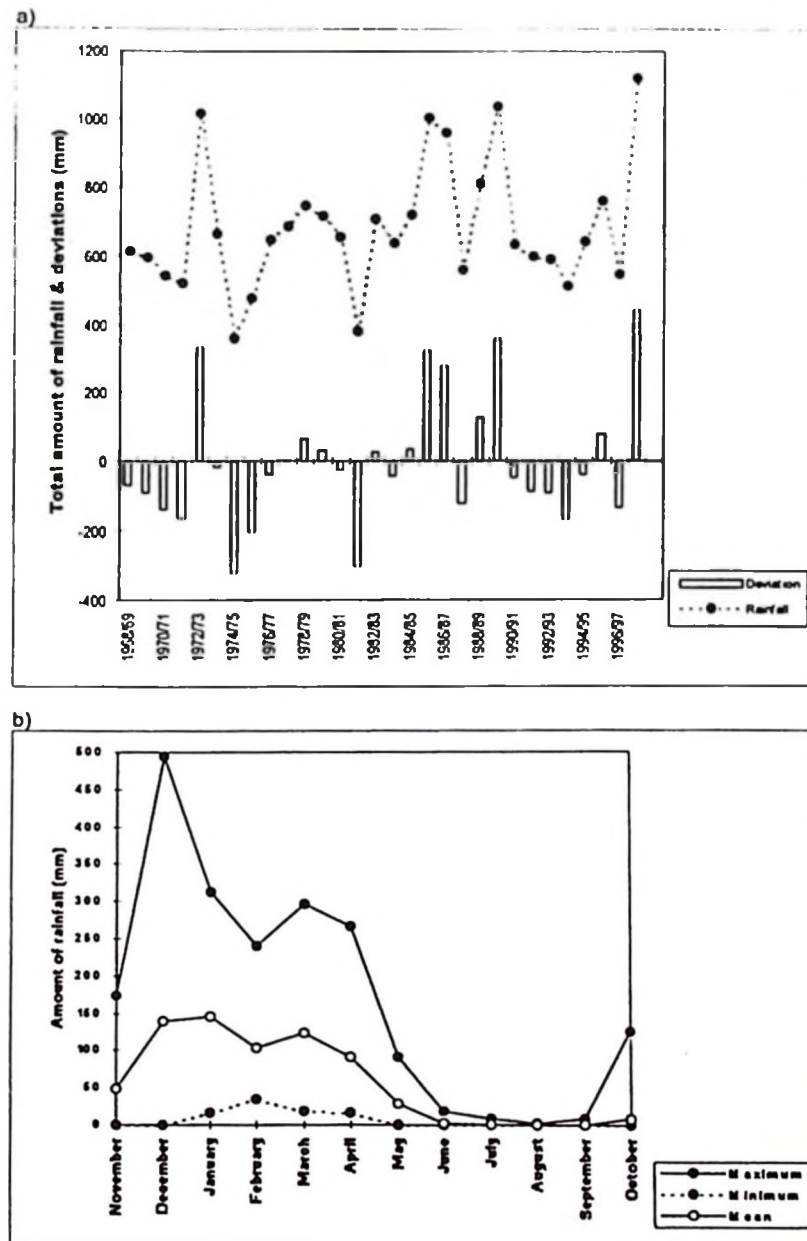 a)
Total amount of rainfall & deviations (mm)
1200
1000
800
600
400
200
0
-200
-400
1968/69
1970/71
1972/73
1974/75
1976/77
1978/79
1980/81
1982/83
1984/85
1986/87
1988/89
1990/91
1992/93
1994/95
1996/97
Deviation
Rainfall
b)
Amount of rainfall (mm)
500
450
400
350
300
250
200
150
100
50
0
November
December
January
February
March
April
May
June
July
August
September
October
Maximum
Minimum
Mean